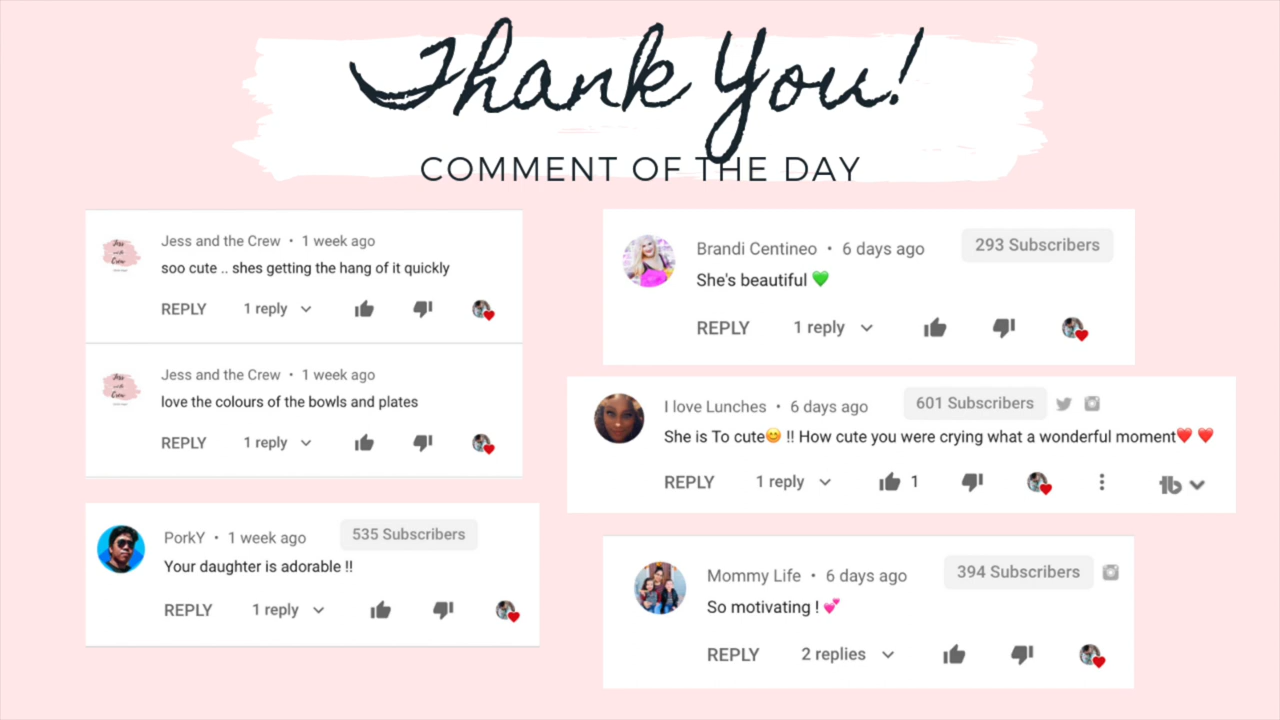 Thank You!
COMMENT OF THE DAY
Jess and the Crew • 1 week ago
soo cute .. shes getting the hang of it quickly
REPLY 1 reply
Jess and the Crew • 1 week ago
love the colours of the bowls and plates
REPLY 1 reply
PorkY • 1 week ago 535 Subscribers
Your daughter is adorable !!
REPLY 1 reply
Brandi Centineo • 6 days ago 293 Subscribers
She's beautiful 💚
REPLY 1 reply
I love Lunches • 6 days ago 601 Subscribers
She is To cute😊 !! How cute you were crying what a wonderful moment❤️ ❤️
REPLY 1 reply 1
Mommy Life • 6 days ago 394 Subscribers
So motivating ! 💕
REPLY 2 replies